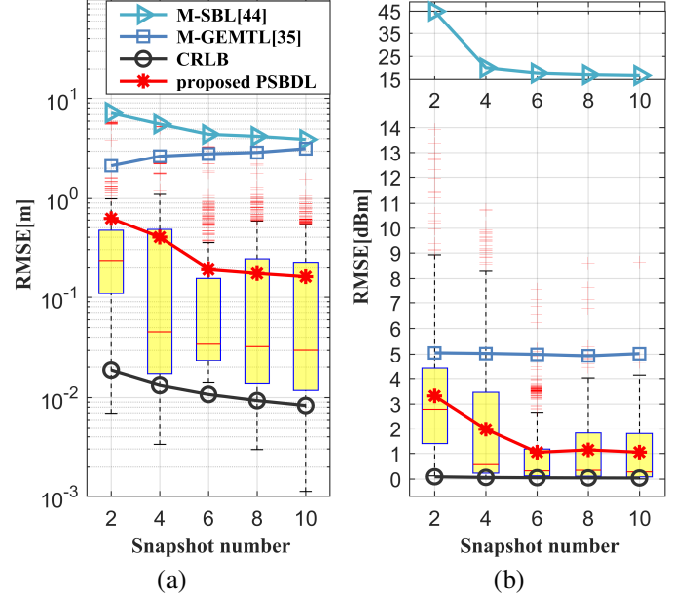 M-SBL[44]
M-GEMTL[35]
CRLB
proposed PSBDL
RMSE[m]
10^1
10^0
10^-1
10^-2
10^-3
2 4 6 8 10
Snapshot number
(a)
45
35
25
15
2 4 6 8 10
RMSE[dBm]
14
13
12
11
10
9
8
7
6
5
4
3
2
1
0
2 4 6 8 10
Snapshot number
(b)